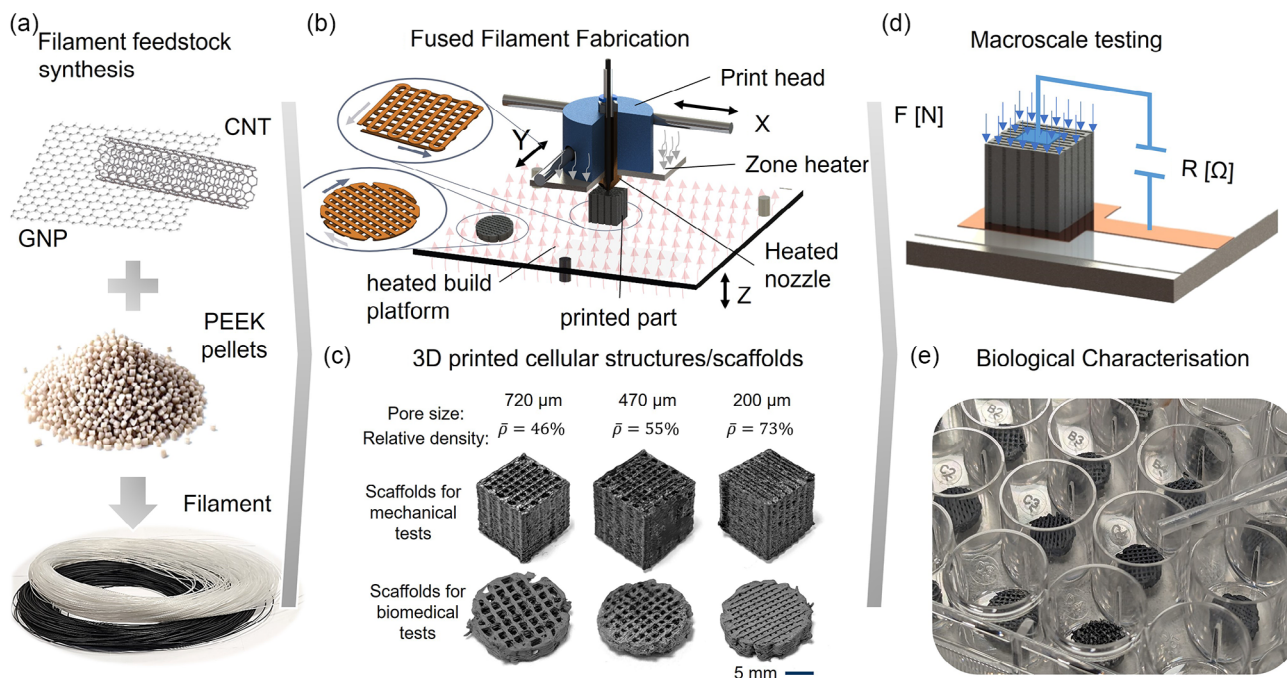 (a)
Filament feedstock
synthesis
CNT
GNP
PEEK
pellets
Filament
(b)
Fused Filament Fabrication
Print head
X
Y
Zone heater
Heated
nozzle
heated build
platform
Z
printed part
(c) 3D printed cellular structures/scaffolds
Pore size: 720 µm 470 µm 200 µm
Relative density: ρ̄ = 46% ρ̄ = 55% ρ̄ = 73%
Scaffolds for
mechanical
tests
Scaffolds for
biomedical
tests
5 mm
(d)
Macroscale testing
F [N]
R [Ω]
(e) Biological Characterisation
B2
B3
C2
C3